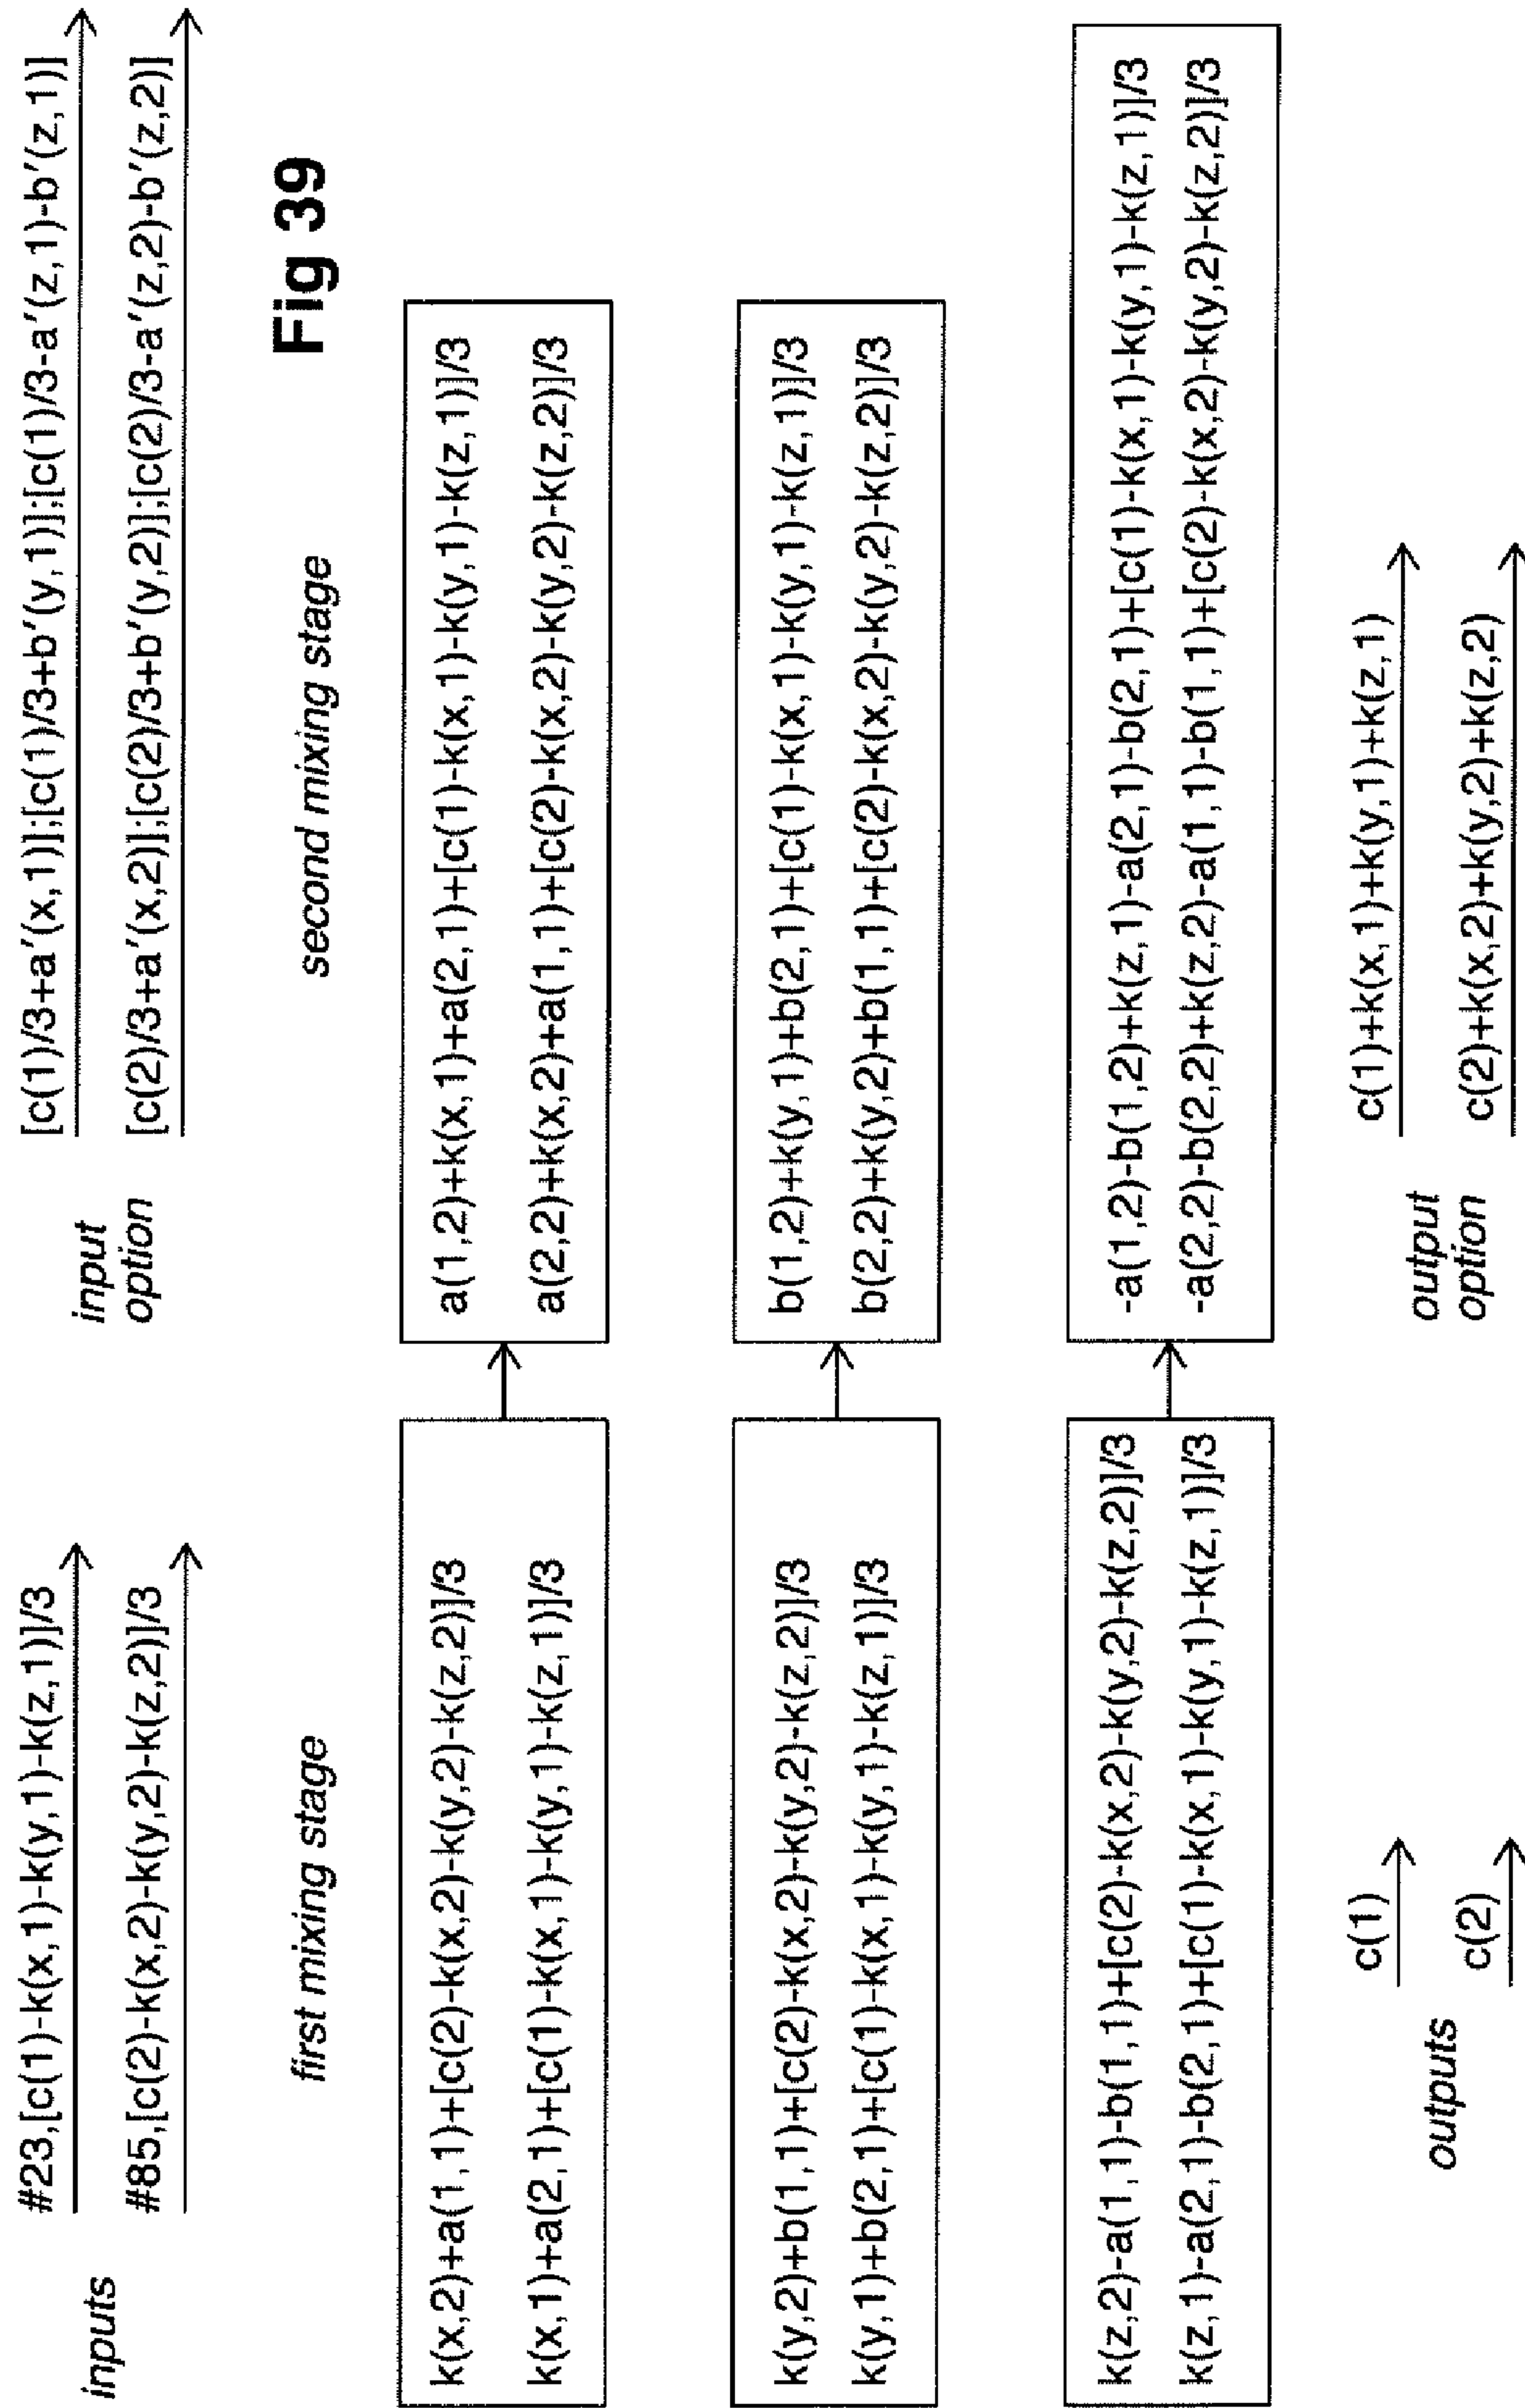 inputs
#23,[c(1)-k(x,1)-k(y,1)-k(z,1)]/3
#85,[c(2)-k(x,2)-k(y,2)-k(z,2)]/3
input
option
[c(1)/3+a′(x,1)];[c(1)/3+b′(y,1)];[c(1)/3-a′(z,1)-b′(z,1)]
[c(2)/3+a′(x,2)];[c(2)/3+b′(y,2)];[c(2)/3-a′(z,2)-b′(z,2)]
Fig 39
first mixing stage
second mixing stage
k(x,2)+a(1,1)+[c(2)-k(x,2)-k(y,2)-k(z,2)]/3
k(x,1)+a(2,1)+[c(1)-k(x,1)-k(y,1)-k(z,1)]/3
a(1,2)+k(x,1)+a(2,1)+[c(1)-k(x,1)-k(y,1)-k(z,1)]/3
a(2,2)+k(x,2)+a(1,1)+[c(2)-k(x,2)-k(y,2)-k(z,2)]/3
k(y,2)+b(1,1)+[c(2)-k(x,2)-k(y,2)-k(z,2)]/3
k(y,1)+b(2,1)+[c(1)-k(x,1)-k(y,1)-k(z,1)]/3
b(1,2)+k(y,1)+b(2,1)+[c(1)-k(x,1)-k(y,1)-k(z,1)]/3
b(2,2)+k(y,2)+b(1,1)+[c(2)-k(x,2)-k(y,2)-k(z,2)]/3
k(z,2)-a(1,1)-b(1,1)+[c(2)-k(x,2)-k(y,2)-k(z,2)]/3
k(z,1)-a(2,1)-b(2,1)+[c(1)-k(x,1)-k(y,1)-k(z,1)]/3
-a(1,2)-b(1,2)+k(z,1)-a(2,1)-b(2,1)+[c(1)-k(x,1)-k(y,1)-k(z,1)]/3
-a(2,2)-b(2,2)+k(z,2)-a(1,1)-b(1,1)+[c(2)-k(x,2)-k(y,2)-k(z,2)]/3
outputs
c(1)
c(2)
output
option
c(1)+k(x,1)+k(y,1)+k(z,1)
c(2)+k(x,2)+k(y,2)+k(z,2)